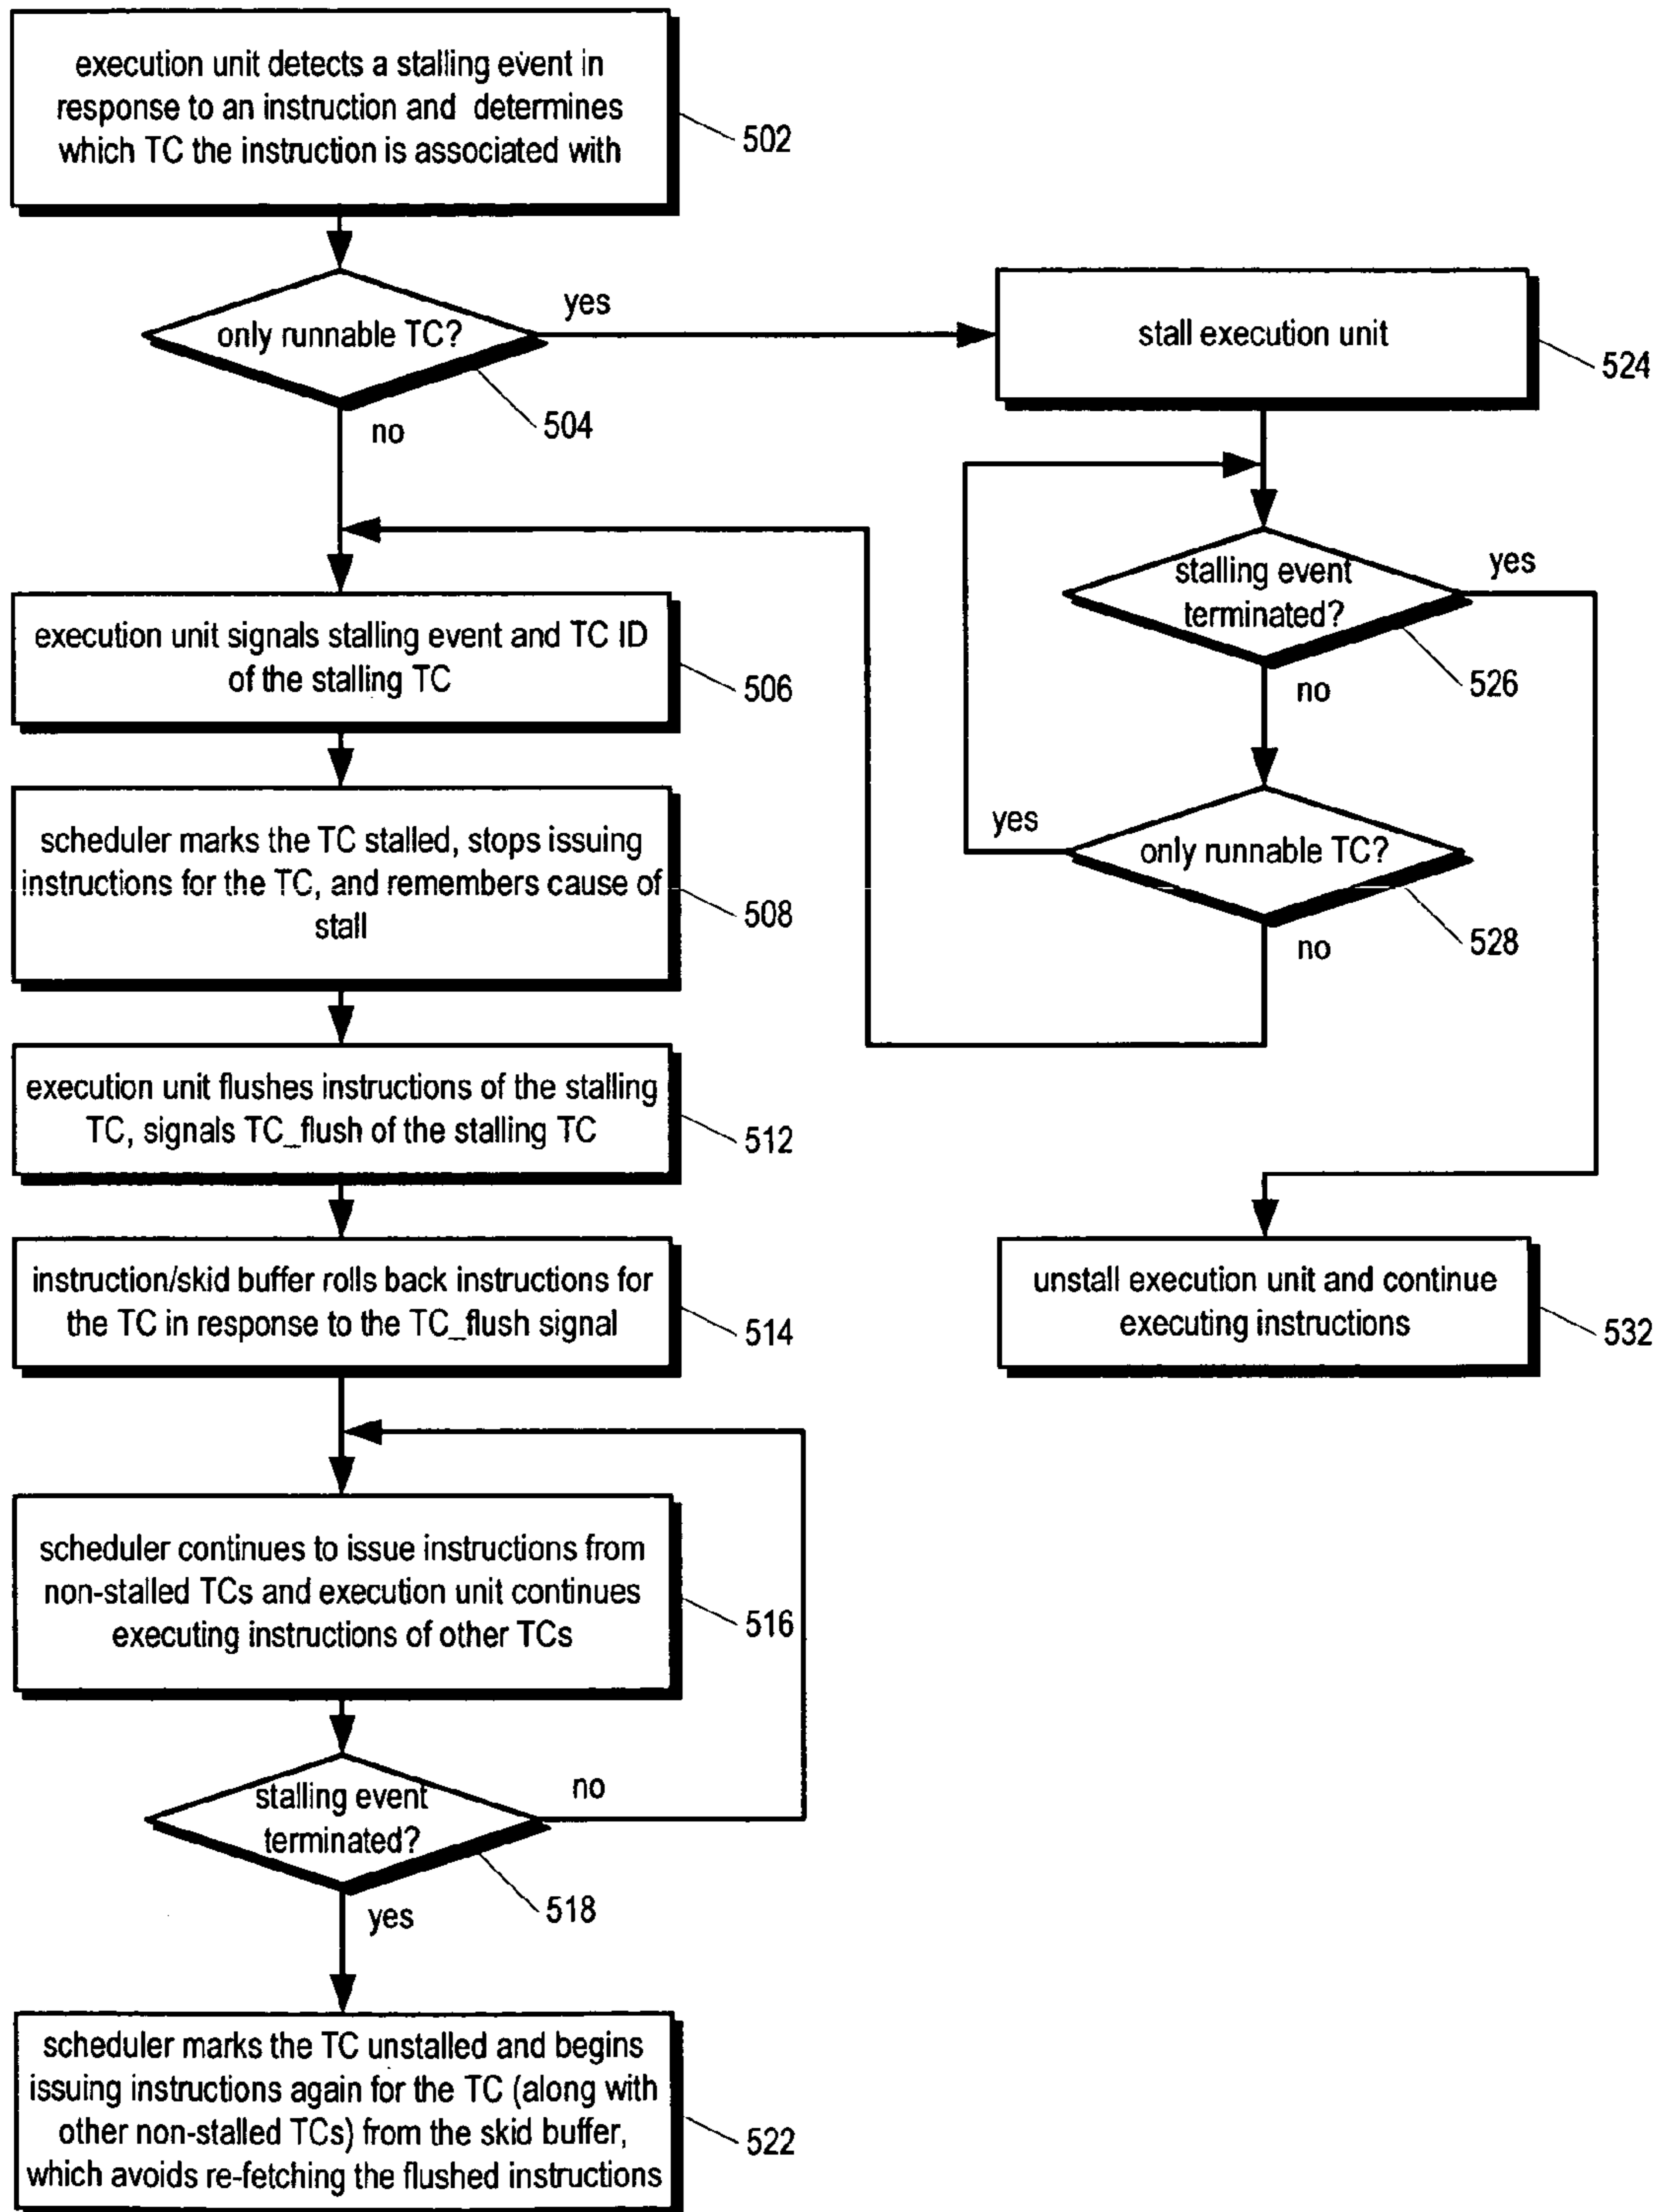 execution unit detects a stalling event in
response to an instruction and determines
which TC the instruction is associated with
502
only runnable TC?
yes
504
no
stall execution unit
524
stalling event
terminated?
yes
526
no
only runnable TC?
yes
528
no
execution unit signals stalling event and TC ID
of the stalling TC
506
scheduler marks the TC stalled, stops issuing
instructions for the TC, and remembers cause of
stall
508
execution unit flushes instructions of the stalling
TC, signals TC_flush of the stalling TC
512
instruction/skid buffer rolls back instructions for
the TC in response to the TC_flush signal
514
unstall execution unit and continue
executing instructions
532
scheduler continues to issue instructions from
non-stalled TCs and execution unit continues
executing instructions of other TCs
516
stalling event
terminated?
no
518
yes
scheduler marks the TC unstalled and begins
issuing instructions again for the TC (along with
other non-stalled TCs) from the skid buffer,
which avoids re-fetching the flushed instructions
522